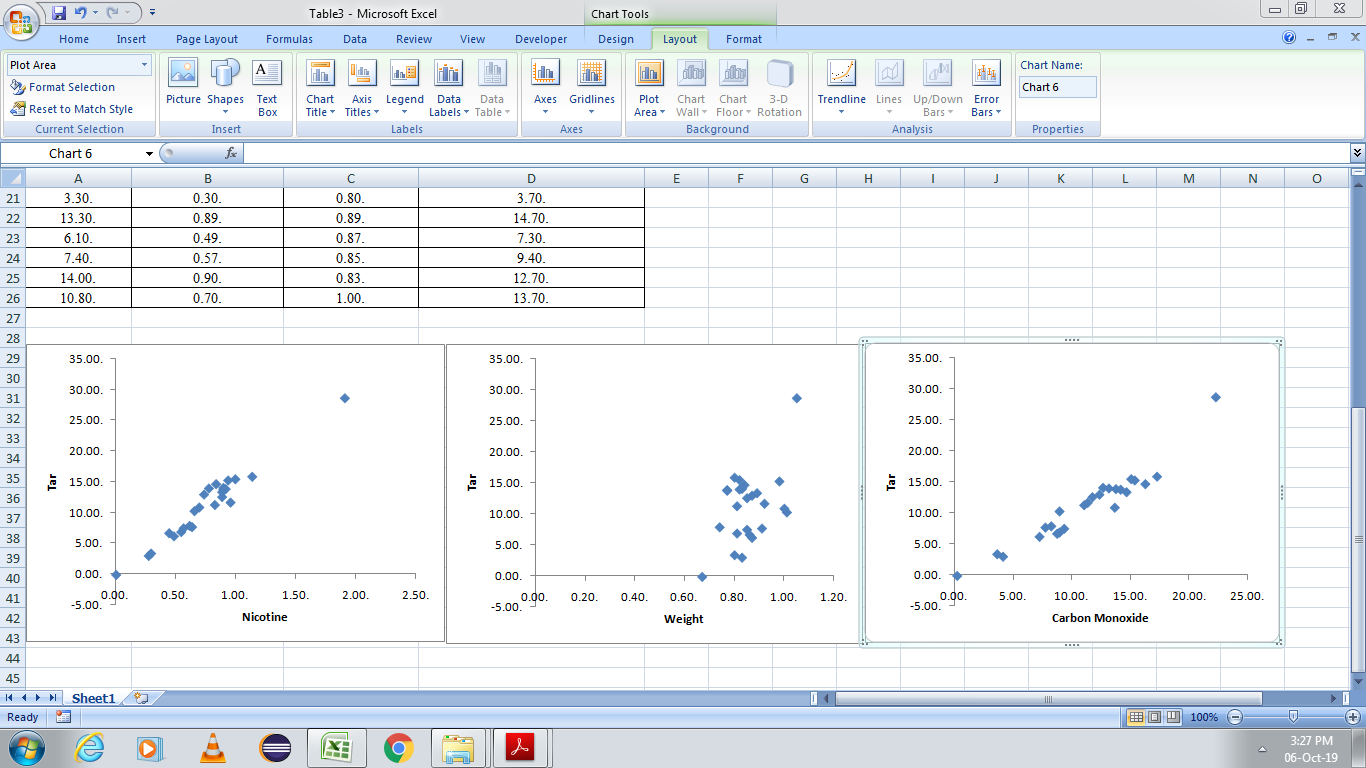 Table3 - Microsoft Excel
Chart Tools
Home Insert Page Layout Formulas Data Review View Developer Design Layout Format
Plot Area
Format Selection
Reset to Match Style
Current Selection
Picture Shapes Text Box
Insert
Chart Title Axis Titles Legend Data Labels Data Table
Labels
Axes Gridlines
Axes
Plot Area Chart Wall Chart Floor 3-D Rotation
Background
Trendline Lines Up/Down Bars Error Bars
Analysis
Chart Name:
Chart 6
Properties
Chart 6 fx
A B C D E F G H I J K L M N O
21 3.30. 0.30. 0.80. 3.70.
22 13.30. 0.89. 0.89. 14.70.
23 6.10. 0.49. 0.87. 7.30.
24 7.40. 0.57. 0.85. 9.40.
25 14.00. 0.90. 0.83. 12.70.
26 10.80. 0.70. 1.00. 13.70.
27
28
29
30
31
32
33
34
35
36
37
38
39
40
41
42
43
44
45
35.00.
30.00.
25.00.
20.00.
15.00.
10.00.
5.00.
0.00.
-5.00.
Tar
0.00. 0.50. 1.00. 1.50. 2.00. 2.50.
Nicotine
35.00.
30.00.
25.00.
20.00.
15.00.
10.00.
5.00.
0.00.
-5.00.
Tar
0.00. 0.20. 0.40. 0.60. 0.80. 1.00. 1.20.
Weight
35.00.
30.00.
25.00.
20.00.
15.00.
10.00.
5.00.
0.00.
-5.00.
Tar
0.00. 5.00. 10.00. 15.00. 20.00. 25.00.
Carbon Monoxide
Sheet1
Ready
100%
3:27 PM
06-Oct-19